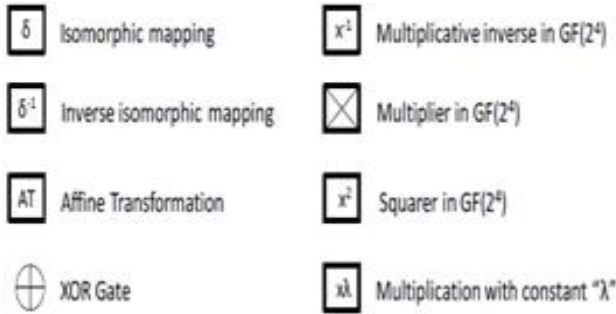 δ Isomorphic mapping
x⁻¹ Multiplicative inverse in GF(2⁴)
δ⁻¹ Inverse isomorphic mapping
Multiplier in GF(2⁴)
AT Affine Transformation
x² Squarer in GF(2⁴)
XOR Gate
xλ Multiplication with constant "λ"